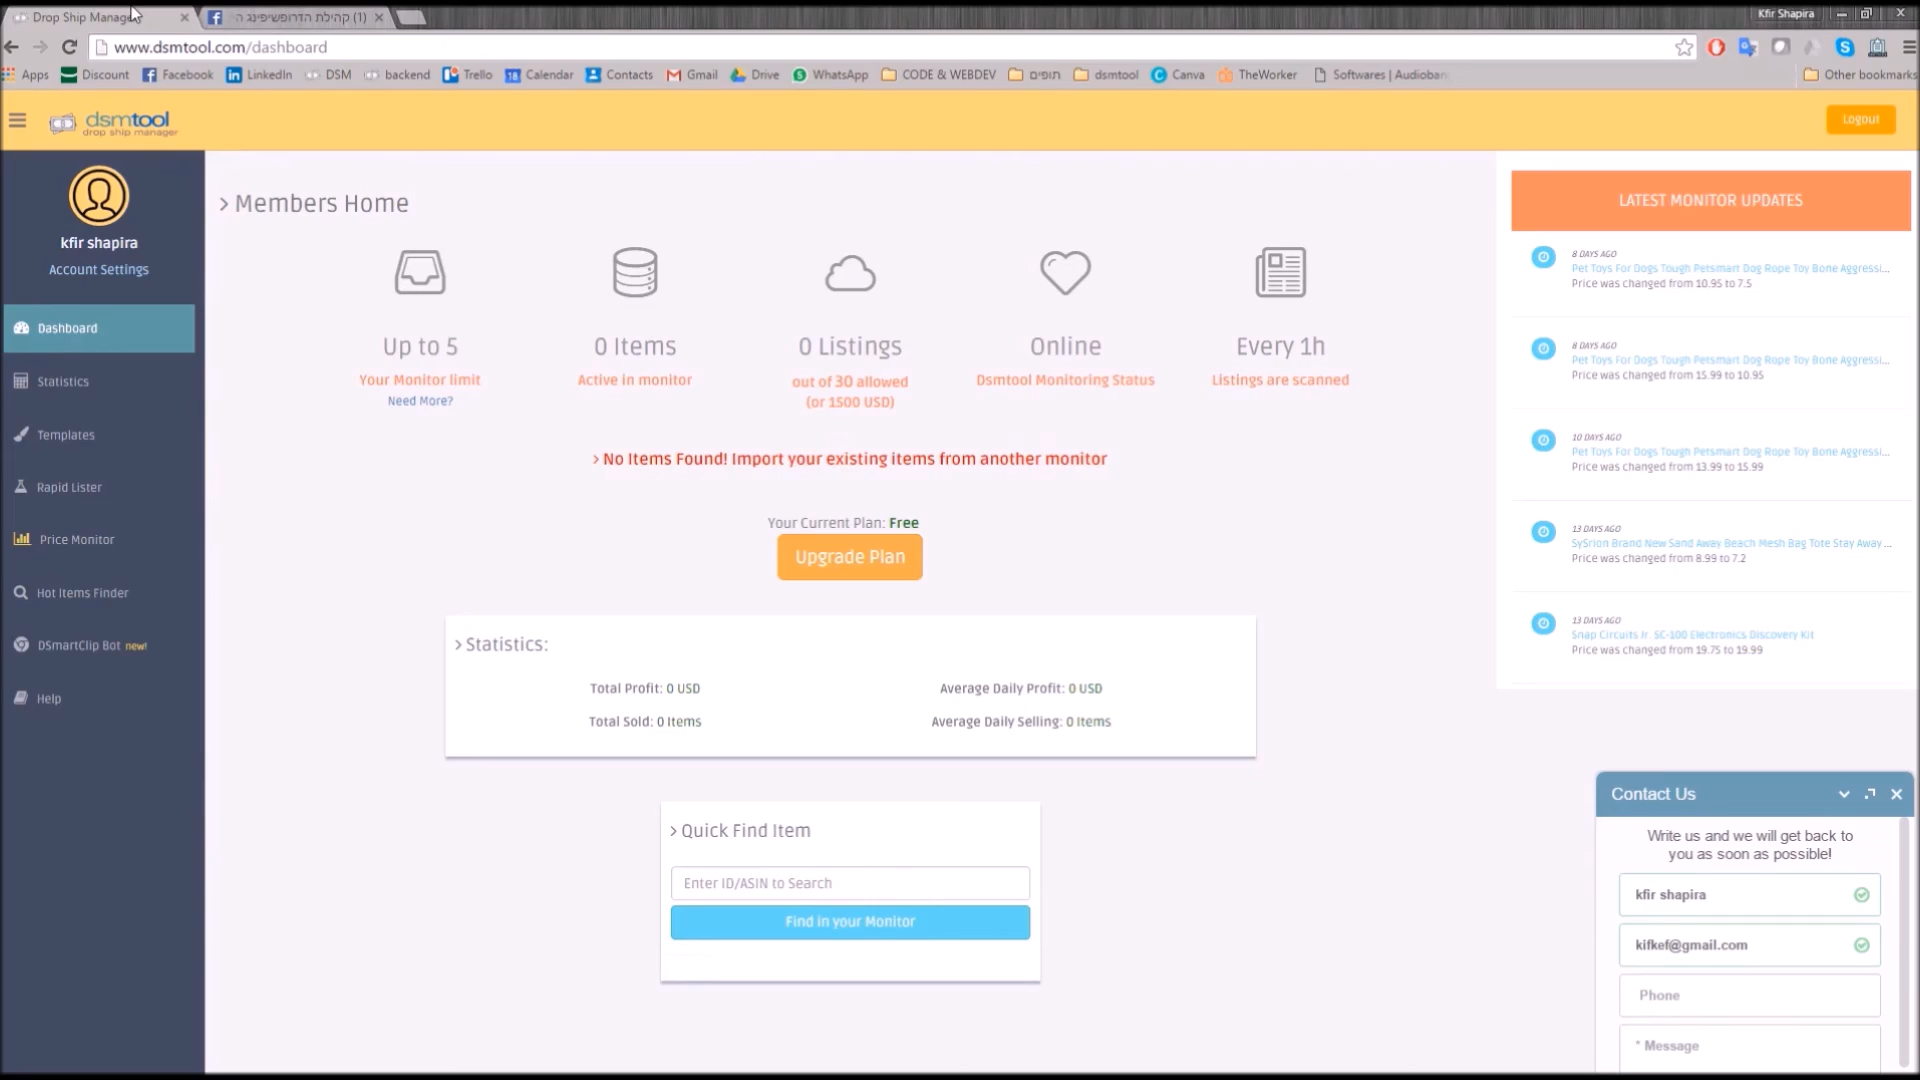 Drop Ship Manage
(1) קהילת הדרופשיפינג ה
Kfir Shapira
www.dsmtool.com/dashboard
Apps Discount Facebook LinkedIn DSM backend Trello Calendar Contacts Gmail Drive WhatsApp CODE & WEBDEV תופים dsmtool Canva TheWorker Softwares | Audioban Other bookmarks
dsmtool
drop ship manager
Logout
kfir shapira
Account Settings
Dashboard
Statistics
Templates
Rapid Lister
Price Monitor
Hot Items Finder
DSmartClip Bot new!
Help
> Members Home
Up to 5
Your Monitor limit
Need More?
0 Items
Active in monitor
0 Listings
out of 30 allowed
(or 1500 USD)
Online
Dsmtool Monitoring Status
Every 1h
Listings are scanned
> No Items Found! Import your existing items from another monitor
Your Current Plan: Free
Upgrade Plan
> Statistics:
Total Profit: 0 USD
Average Daily Profit: 0 USD
Total Sold: 0 Items
Average Daily Selling: 0 Items
> Quick Find Item
Enter ID/ASIN to Search
Find in your Monitor
LATEST MONITOR UPDATES
8 DAYS AGO
Pet Toys For Dogs Tough Petsmart Dog Rope Toy Bone Aggressi...
Price was changed from 10.95 to 7.5
8 DAYS AGO
Pet Toys For Dogs Tough Petsmart Dog Rope Toy Bone Aggressi...
Price was changed from 15.99 to 10.95
10 DAYS AGO
Pet Toys For Dogs Tough Petsmart Dog Rope Toy Bone Aggressi...
Price was changed from 13.99 to 15.99
13 DAYS AGO
SySrion Brand New Sand Away Beach Mesh Bag Tote Stay Away ...
Price was changed from 8.99 to 7.2
13 DAYS AGO
Snap Circuits Jr. SC-100 Electronics Discovery Kit
Price was changed from 19.75 to 19.99
Contact Us
Write us and we will get back to
you as soon as possible!
kfir shapira
kifkef@gmail.com
Phone
* Message